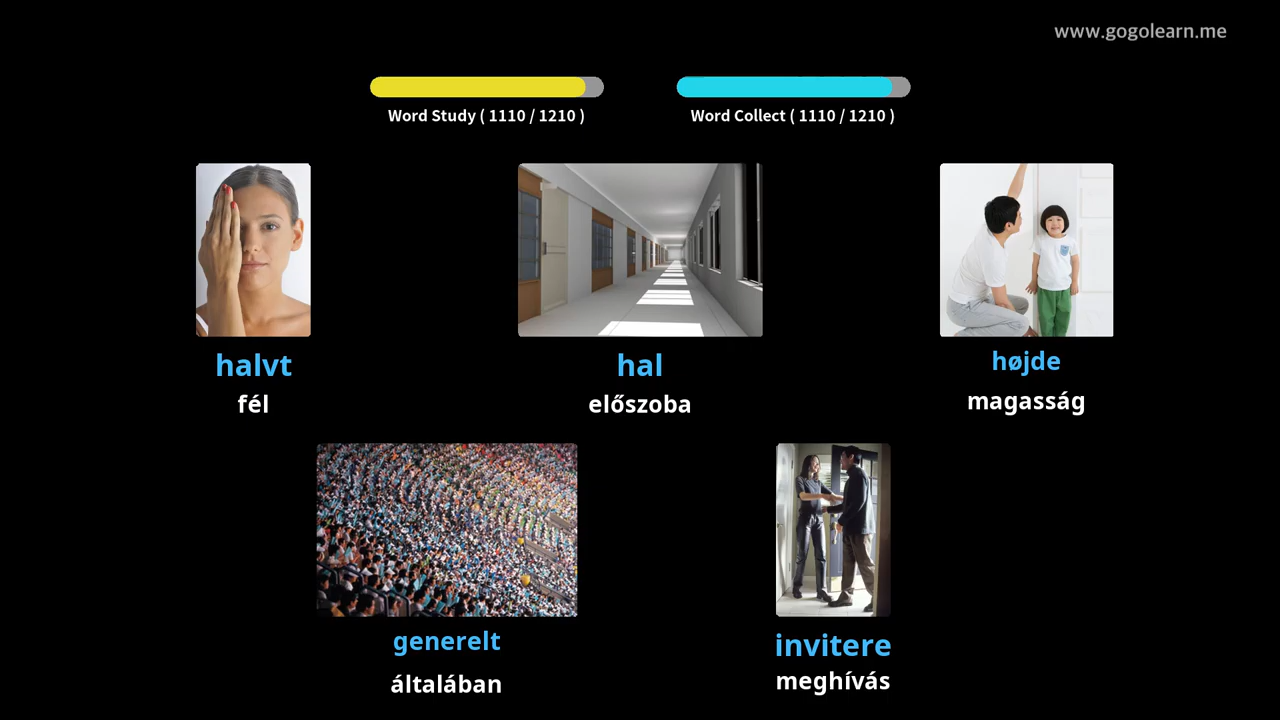 www.gogolearn.me
Word Study ( 1110 / 1210 )
Word Collect ( 1110 / 1210 )
halvt
fél
hal
előszoba
højde
magasság
generelt
általában
invitere
meghívás